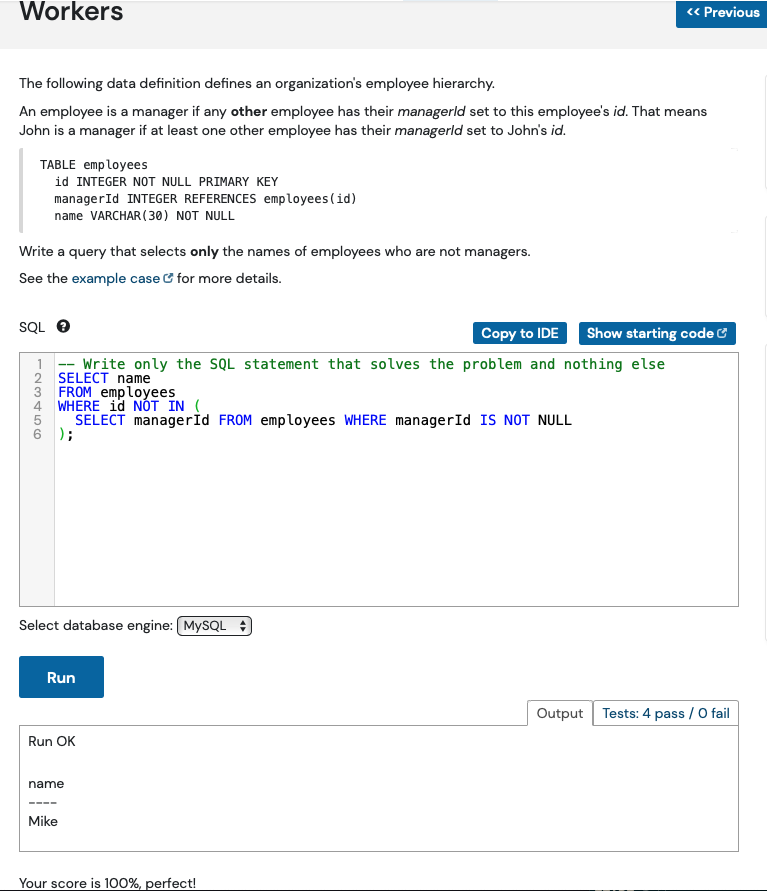 Workers
<< Previous
The following data definition defines an organization's employee hierarchy.
An employee is a manager if any other employee has their managerId set to this employee's id. That means
John is a manager if at least one other employee has their managerId set to John's id.
TABLE employees
  id INTEGER NOT NULL PRIMARY KEY
  managerId INTEGER REFERENCES employees(id)
  name VARCHAR(30) NOT NULL
Write a query that selects only the names of employees who are not managers.
See the example case for more details.
SQL ?
Copy to IDE
Show starting code
1 -- Write only the SQL statement that solves the problem and nothing else
2 SELECT name
3 FROM employees
4 WHERE id NOT IN (
5   SELECT managerId FROM employees WHERE managerId IS NOT NULL
6 );
Select database engine: MySQL
Run
Output
Tests: 4 pass / 0 fail
Run OK
name
----
Mike
Your score is 100%, perfect!